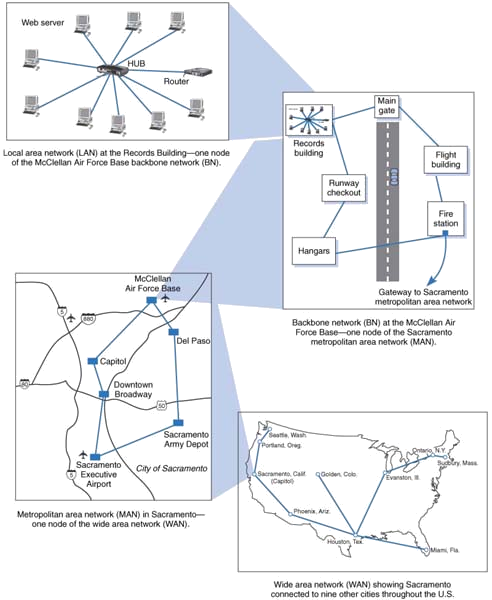 Web server
HUB
Router
Local area network (LAN) at the Records Building—one node
of the McClellan Air Force Base backbone network (BN).
Main
gate
Records
building
Flight
building
Runway
checkout
Fire
station
Hangars
Gateway to Sacramento
metropolitan area network
Backbone network (BN) at the McClellan Air
Force Base—one node of the Sacramento
metropolitan area network (MAN).
McClellan
Air Force Base
5
880
Del Paso
Capitol
80
Downtown
Broadway
50
Sacramento
Army Depot
Sacramento
Executive
Airport
5
City of Sacramento
Metropolitan area network (MAN) in Sacramento—
one node of the wide area network (WAN).
Seattle, Wash.
Portland, Oreg.
Ontario, N.Y.
Sudbury, Mass.
Sacramento, Calif.
(Capitol)
Golden, Colo.
Evanston, Ill.
Phoenix, Ariz.
Houston, Tex.
Miami, Fla.
Wide area network (WAN) showing Sacramento
connected to nine other cities throughout the U.S.